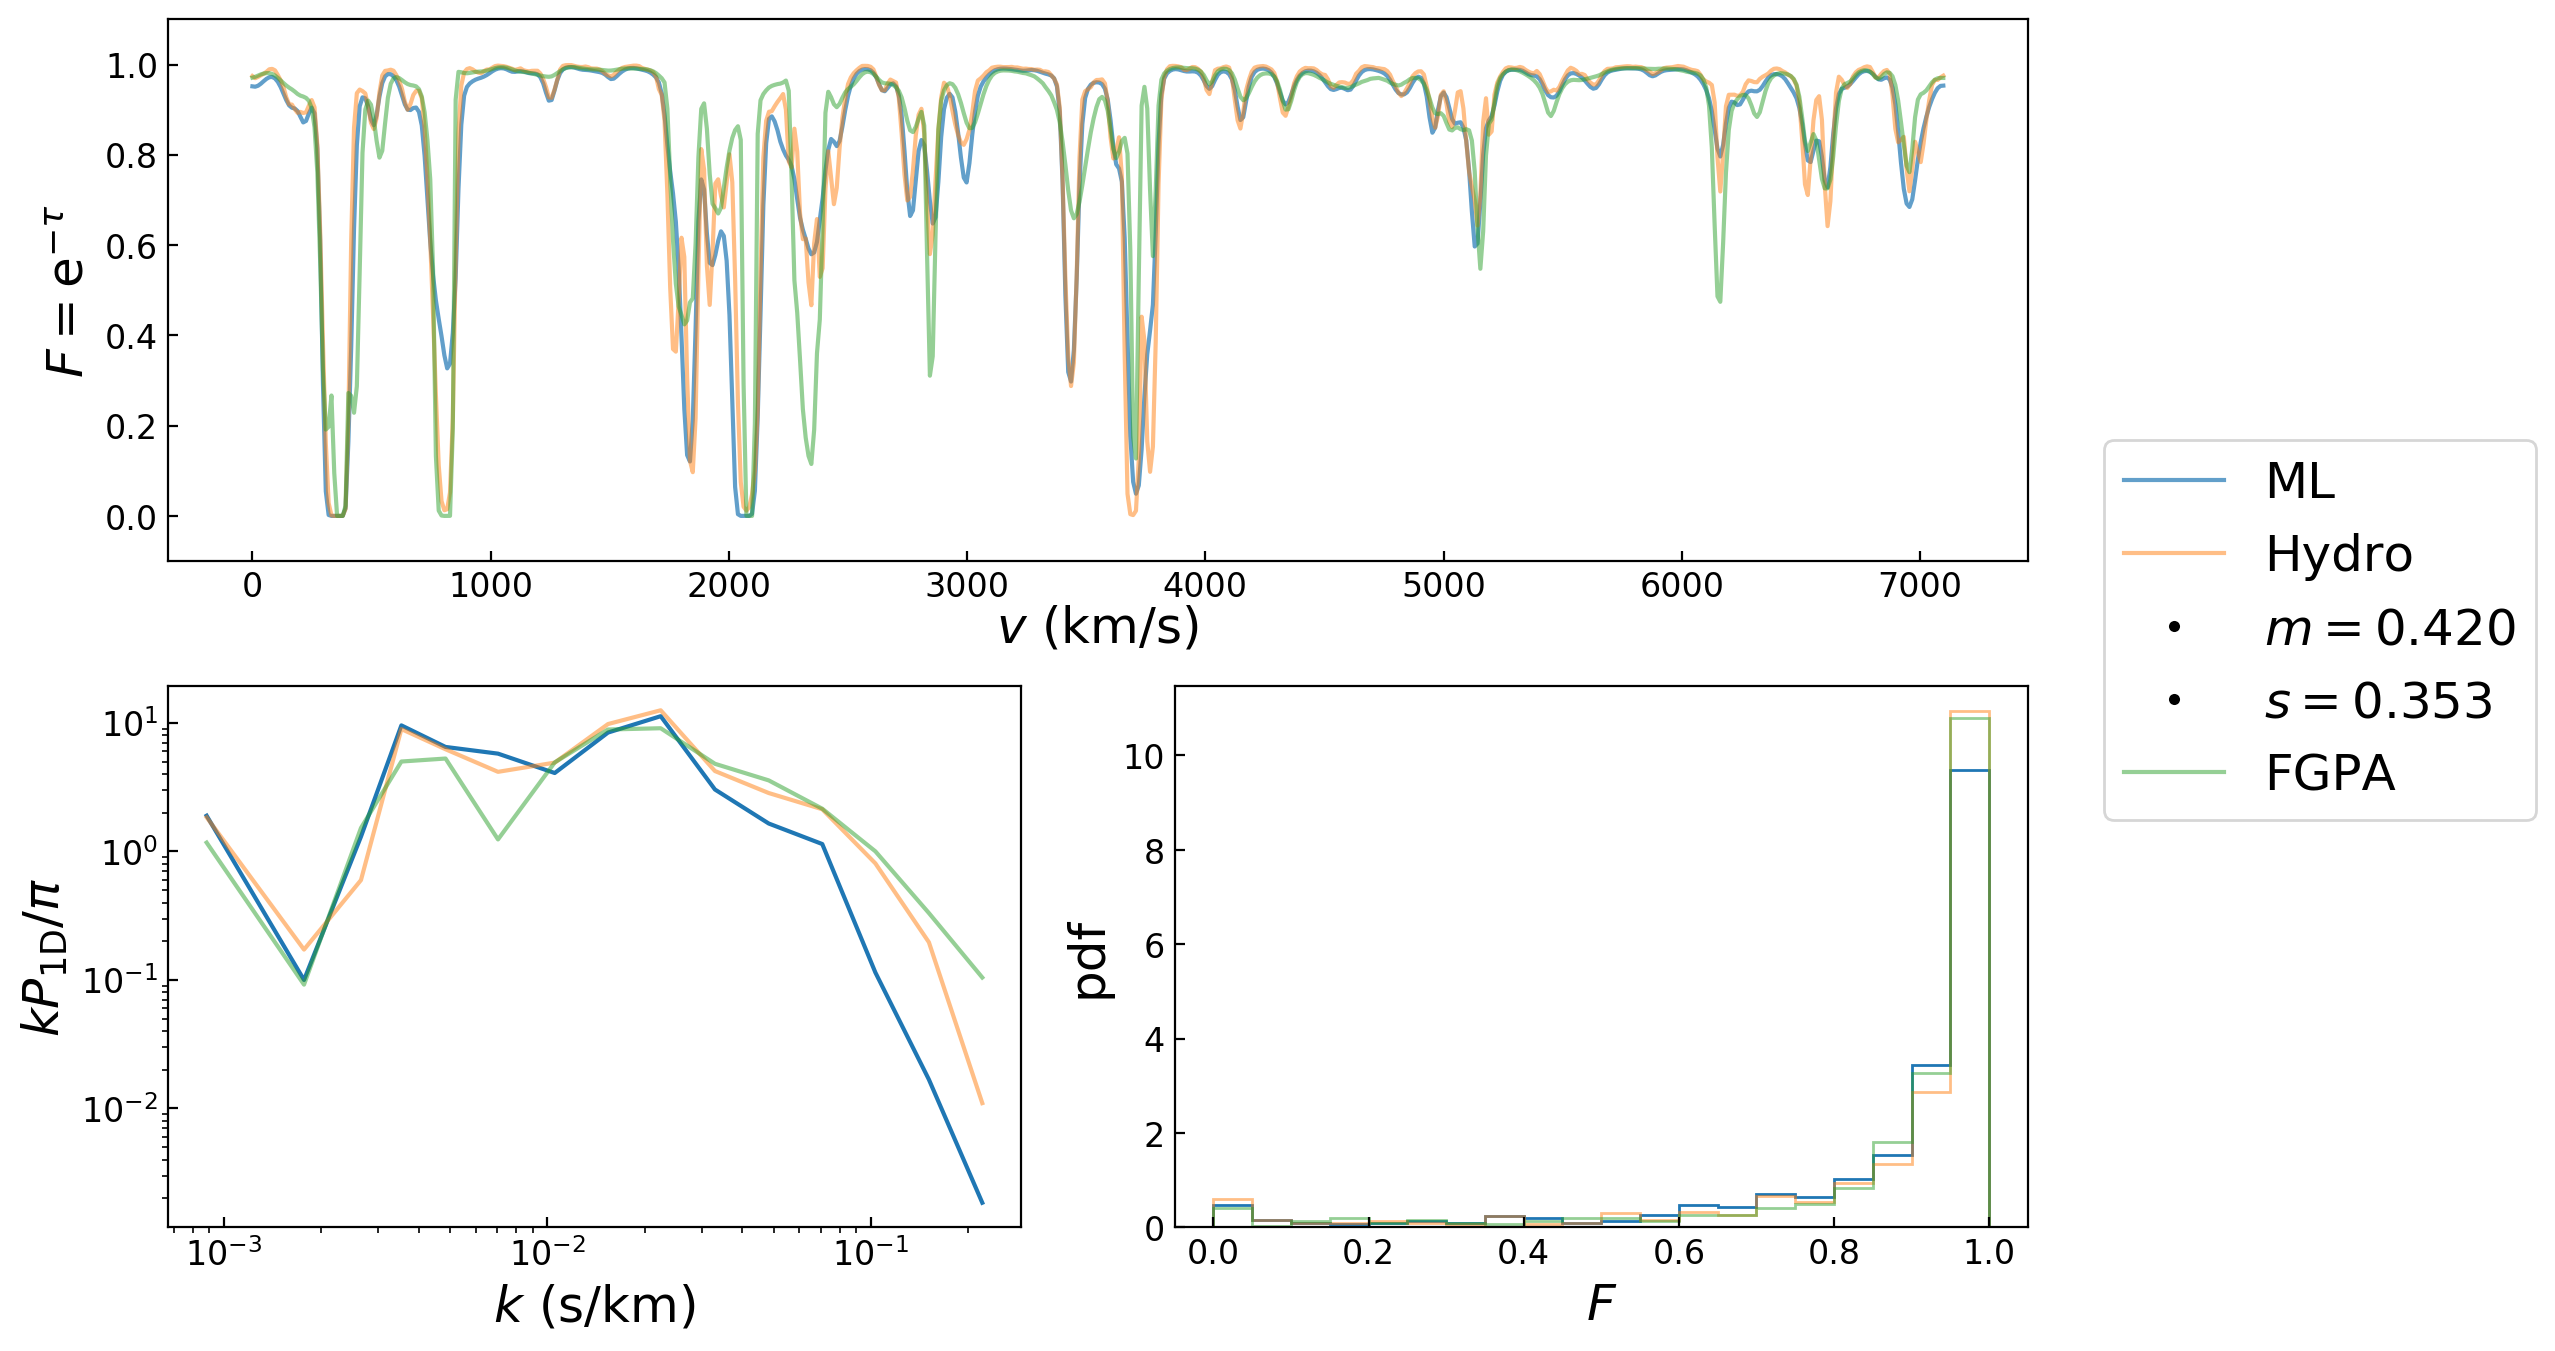 F = e^{−τ}
1.0
0.8
0.6
0.4
0.2
0.0
0 1000 2000 3000 4000 5000 6000 7000
v (km/s)
ML
Hydro
m = 0.420
s = 0.353
FGPA
kP_{1D}/π
10^1
10^0
10^{−1}
10^{−2}
10^{−3} 10^{−2} 10^{−1}
k (s/km)
pdf
10
8
6
4
2
0
0.0 0.2 0.4 0.6 0.8 1.0
F